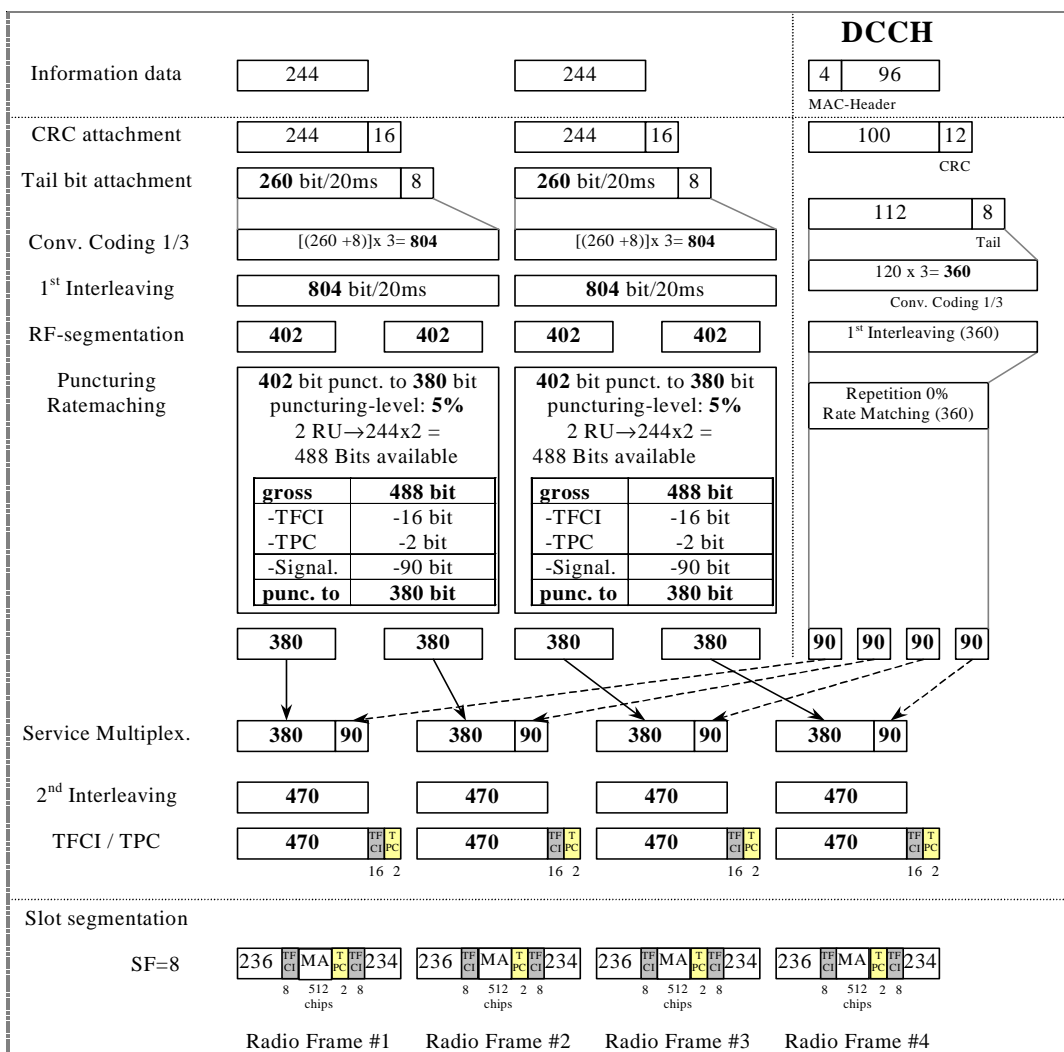 DCCH
Information data 244 244 4 96
MAC-Header
CRC attachment 244 16 244 16 100 12
CRC
Tail bit attachment 260 bit/20ms 8 260 bit/20ms 8
112 8
Tail
Conv. Coding 1/3 [(260 +8)]x 3= 804 [(260 +8)]x 3= 804
120 x 3= 360
Conv. Coding 1/3
1st Interleaving 804 bit/20ms 804 bit/20ms
RF-segmentation 402 402 402 402 1st Interleaving (360)
Puncturing
Ratemaching
402 bit punct. to 380 bit
puncturing-level: 5%
2 RU→244x2 =
488 Bits available
gross 488 bit
-TFCI -16 bit
-TPC -2 bit
-Signal. -90 bit
punc. to 380 bit
402 bit punct. to 380 bit
puncturing-level: 5%
2 RU→244x2 =
488 Bits available
gross 488 bit
-TFCI -16 bit
-TPC -2 bit
-Signal. -90 bit
punc. to 380 bit
Repetition 0%
Rate Matching (360)
380 380 380 380 90 90 90 90
Service Multiplex. 380 90 380 90 380 90 380 90
2nd Interleaving 470 470 470 470
TFCI / TPC 470 TF CI T PC 470 TF CI T PC 470 TF CI T PC 470 TF CI T PC
16 2 16 2 16 2 16 2
Slot segmentation
SF=8 236 TF CI MA T PC TF CI 234 236 TF CI MA T PC TF CI 234 236 TF CI MA T PC TF CI 234 236 TF CI MA T PC TF CI 234
8 512 2 8 8 512 2 8 8 512 2 8 8 512 2 8
chips chips chips chips
Radio Frame #1 Radio Frame #2 Radio Frame #3 Radio Frame #4